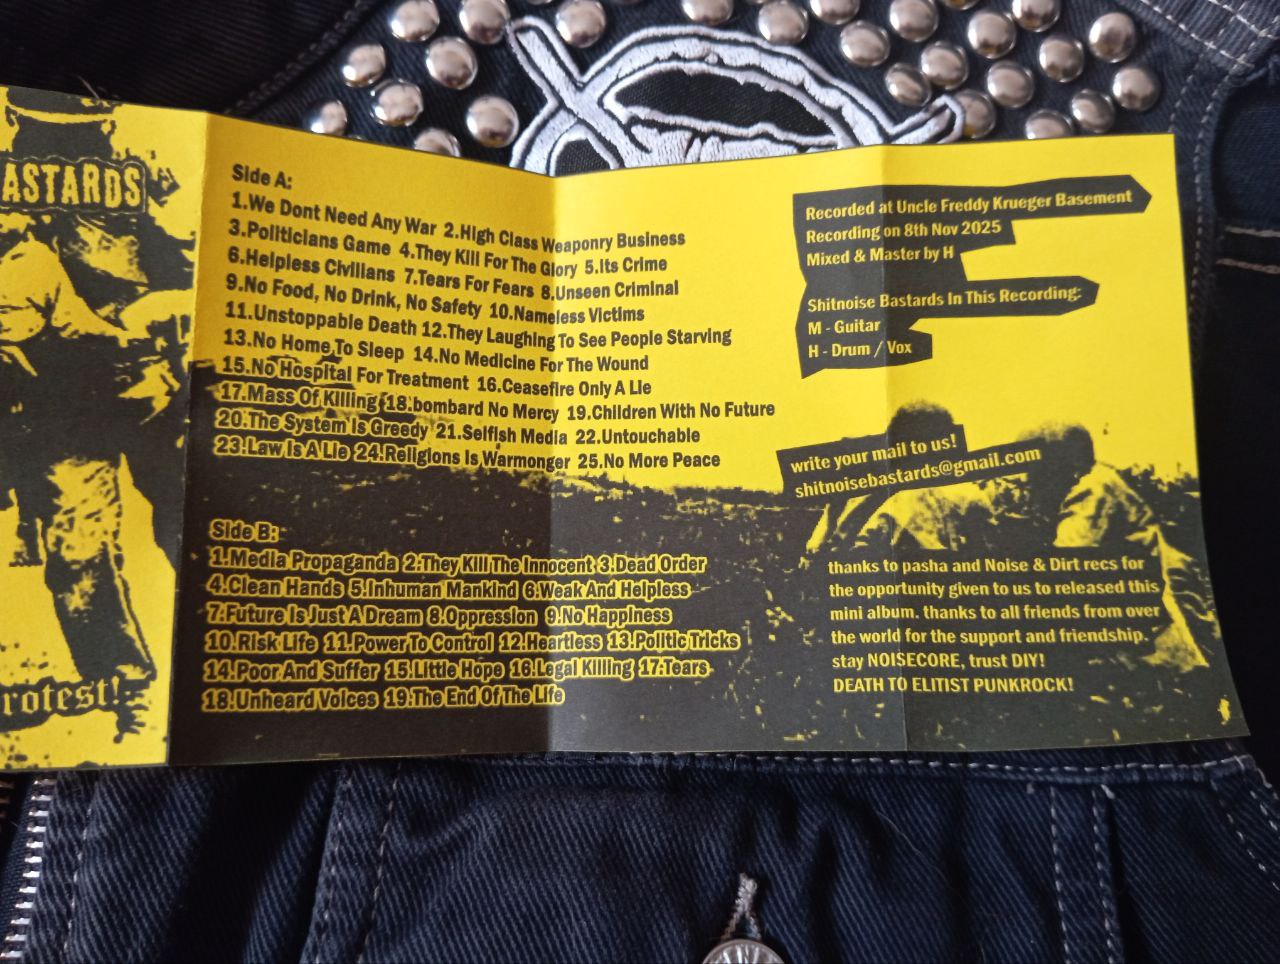 ASTARDS
rotest!
Side A:
1.We Dont Need Any War 2.High Class Weaponry Business
3.Politicians Game 4.They Kill For The Glory 5.Its Crime
6.Helpless Civilians 7.Tears For Fears 8.Unseen Criminal
9.No Food, No Drink, No Safety 10.Nameless Victims
11.Unstoppable Death 12.They Laughing To See People Starving
13.No Home To Sleep 14.No Medicine For The Wound
15.No Hospital For Treatment 16.Ceasefire Only A Lie
17.Mass Of Killing 18.bombard No Mercy 19.Children With No Future
20.The System Is Greedy 21.Selfish Media 22.Untouchable
23.Law Is A Lie 24.Religions Is Warmonger 25.No More Peace
Side B:
1.Media Propaganda 2.They Kill The Innocent 3.Dead Order
4.Clean Hands 5.Inhuman Mankind 6.Weak And Helpless
7.Future Is Just A Dream 8.Oppression 9.No Happiness
10.Risk Life 11.Power To Control 12.Heartless 13.Politic Tricks
14.Poor And Suffer 15.Little Hope 16.Legal Killing 17.Tears
18.Unheard Voices 19.The End Of The Life
Recorded at Uncle Freddy Krueger Basement
Recording on 8th Nov 2025
Mixed & Master by H
Shitnoise Bastards In This Recording:
M - Guitar
H - Drum / Vox
write your mail to us!
shitnoisebastards@gmail.com
thanks to pasha and Noise & Dirt recs for
the opportunity given to us to released this
mini album. thanks to all friends from over
the world for the support and friendship.
stay NOISECORE, trust DIY!
DEATH TO ELITIST PUNKROCK!